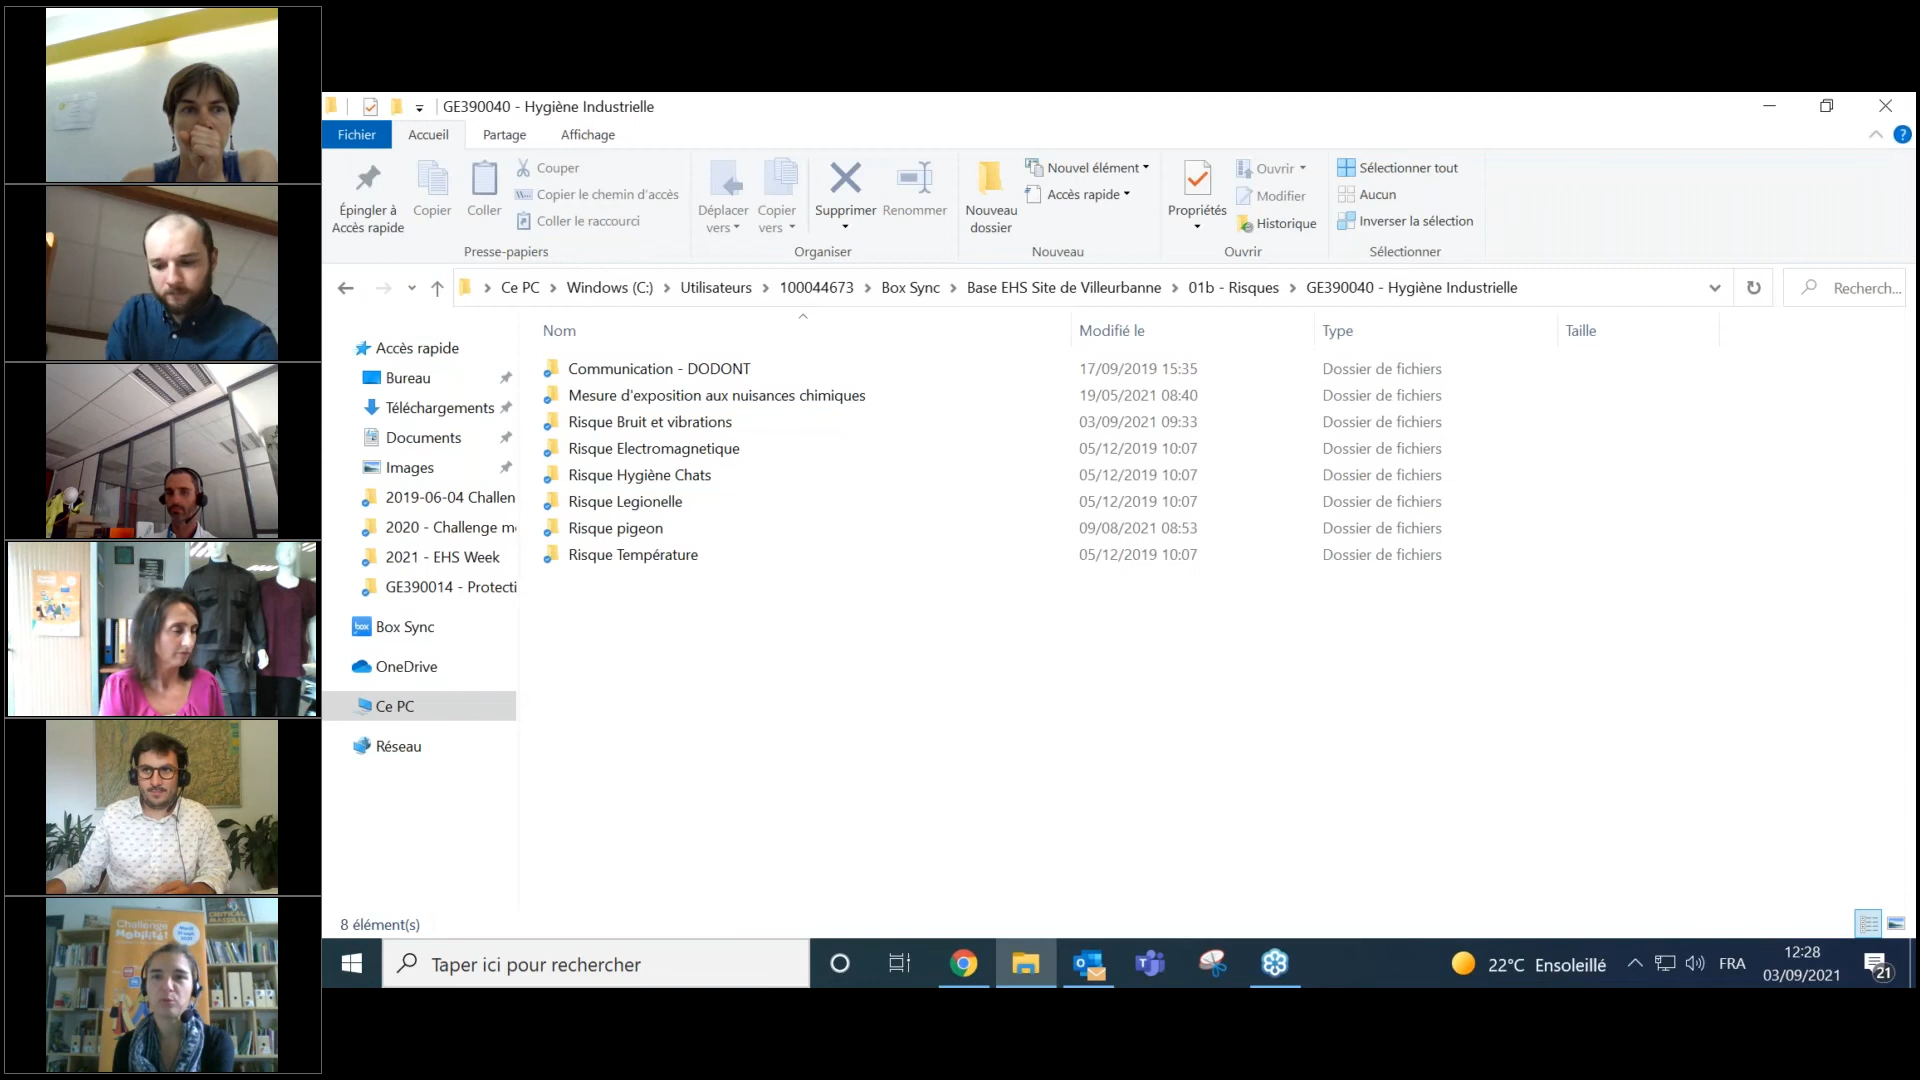 GE390040 - Hygiène Industrielle
Fichier
Accueil
Partage
Affichage
?
Épingler à
Accès rapide
Copier
Coller
Couper
Copier le chemin d'accès
Coller le raccourci
Presse-papiers
Déplacer
vers
Copier
vers
Supprimer
Renommer
Organiser
Nouveau
dossier
Nouvel élément
Accès rapide
Nouveau
Propriétés
Ouvrir
Modifier
Historique
Ouvrir
Sélectionner tout
Aucun
Inverser la sélection
Sélectionner
Ce PC
Windows (C:)
Utilisateurs
100044673
Box Sync
Base EHS Site de Villeurbanne
01b - Risques
GE390040 - Hygiène Industrielle
Recherch...
Accès rapide
Bureau
Téléchargements
Documents
Images
2019-06-04 Challen
2020 - Challenge m
2021 - EHS Week
GE390014 - Protecti
box Box Sync
OneDrive
Ce PC
Réseau
Nom Modifié le Type Taille
Communication - DODONT 17/09/2019 15:35 Dossier de fichiers
Mesure d'exposition aux nuisances chimiques 19/05/2021 08:40 Dossier de fichiers
Risque Bruit et vibrations 03/09/2021 09:33 Dossier de fichiers
Risque Electromagnetique 05/12/2019 10:07 Dossier de fichiers
Risque Hygiène Chats 05/12/2019 10:07 Dossier de fichiers
Risque Legionelle 05/12/2019 10:07 Dossier de fichiers
Risque pigeon 09/08/2021 08:53 Dossier de fichiers
Risque Température 05/12/2019 10:07 Dossier de fichiers
8 élément(s)
Taper ici pour rechercher
22°C Ensoleillé
FRA
12:28
03/09/2021
21
Challenge
Mobilité!
CRITICAL